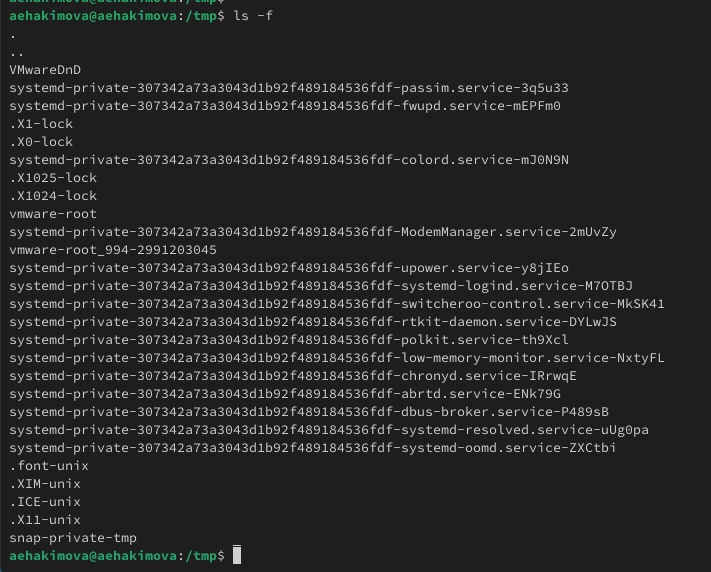 aehakimova@aehakimova:/tmp$
aehakimova@aehakimova:/tmp$ ls -f
.
..
VMwareDnD
systemd-private-307342a73a3043d1b92f489184536fdf-passim.service-3q5u33
systemd-private-307342a73a3043d1b92f489184536fdf-fwupd.service-mEPFm0
.X1-lock
.X0-lock
systemd-private-307342a73a3043d1b92f489184536fdf-colord.service-mJ0N9N
.X1025-lock
.X1024-lock
vmware-root
systemd-private-307342a73a3043d1b92f489184536fdf-ModemManager.service-2mUvZy
vmware-root_994-2991203045
systemd-private-307342a73a3043d1b92f489184536fdf-upower.service-y8jIEo
systemd-private-307342a73a3043d1b92f489184536fdf-systemd-logind.service-M7OTBJ
systemd-private-307342a73a3043d1b92f489184536fdf-switcheroo-control.service-MkSK41
systemd-private-307342a73a3043d1b92f489184536fdf-rtkit-daemon.service-DYLwJS
systemd-private-307342a73a3043d1b92f489184536fdf-polkit.service-th9Xcl
systemd-private-307342a73a3043d1b92f489184536fdf-low-memory-monitor.service-NxtyFL
systemd-private-307342a73a3043d1b92f489184536fdf-chronyd.service-IRrwqE
systemd-private-307342a73a3043d1b92f489184536fdf-abrtd.service-ENk79G
systemd-private-307342a73a3043d1b92f489184536fdf-dbus-broker.service-P489sB
systemd-private-307342a73a3043d1b92f489184536fdf-systemd-resolved.service-uUg0pa
systemd-private-307342a73a3043d1b92f489184536fdf-systemd-oomd.service-ZXCtbi
.font-unix
.XIM-unix
.ICE-unix
.X11-unix
snap-private-tmp
aehakimova@aehakimova:/tmp$